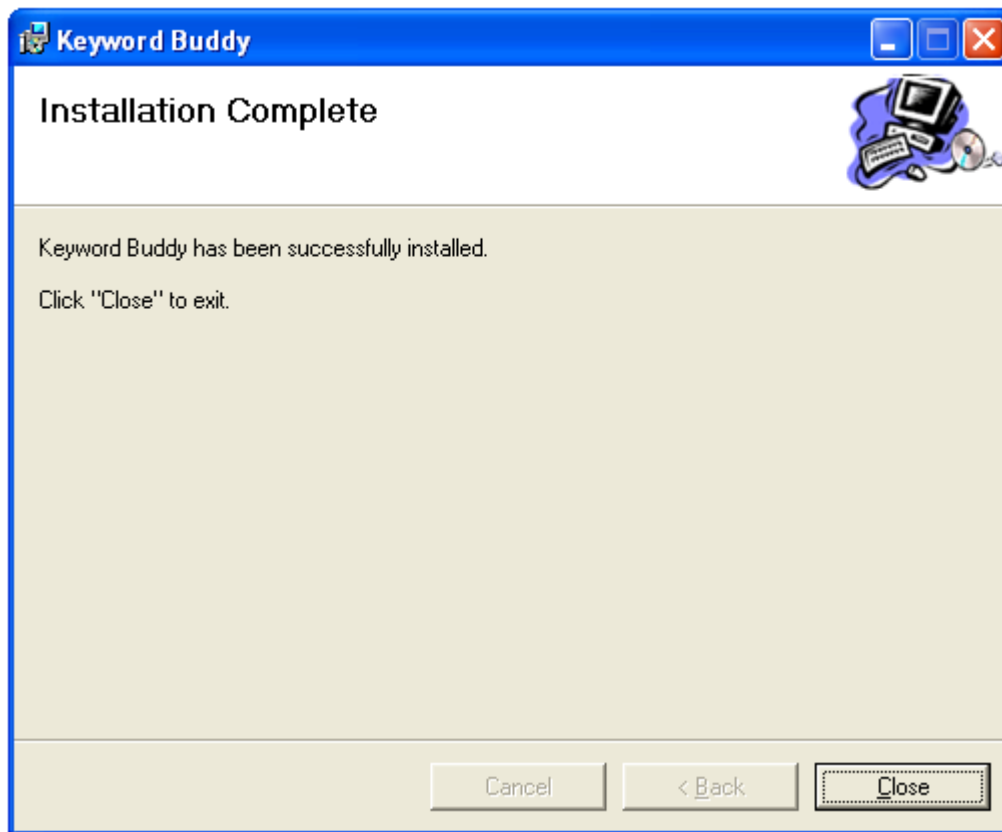 Keyword Buddy
Installation Complete
Keyword Buddy has been successfully installed.
Click "Close" to exit.
Cancel
< Back
Close